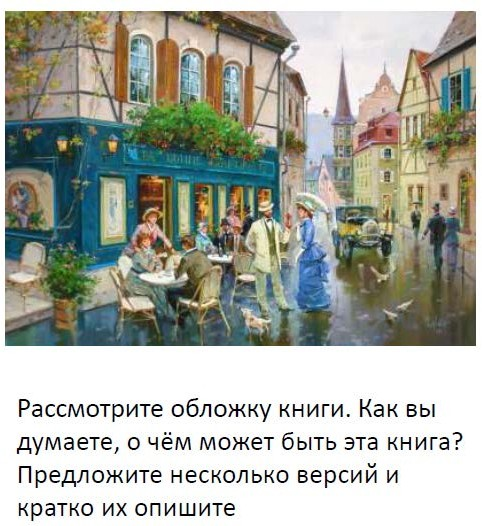 Рассмотрите обложку книги. Как вы
думаете, о чём может быть эта книга?
Предложите несколько версий и
кратко их опишите